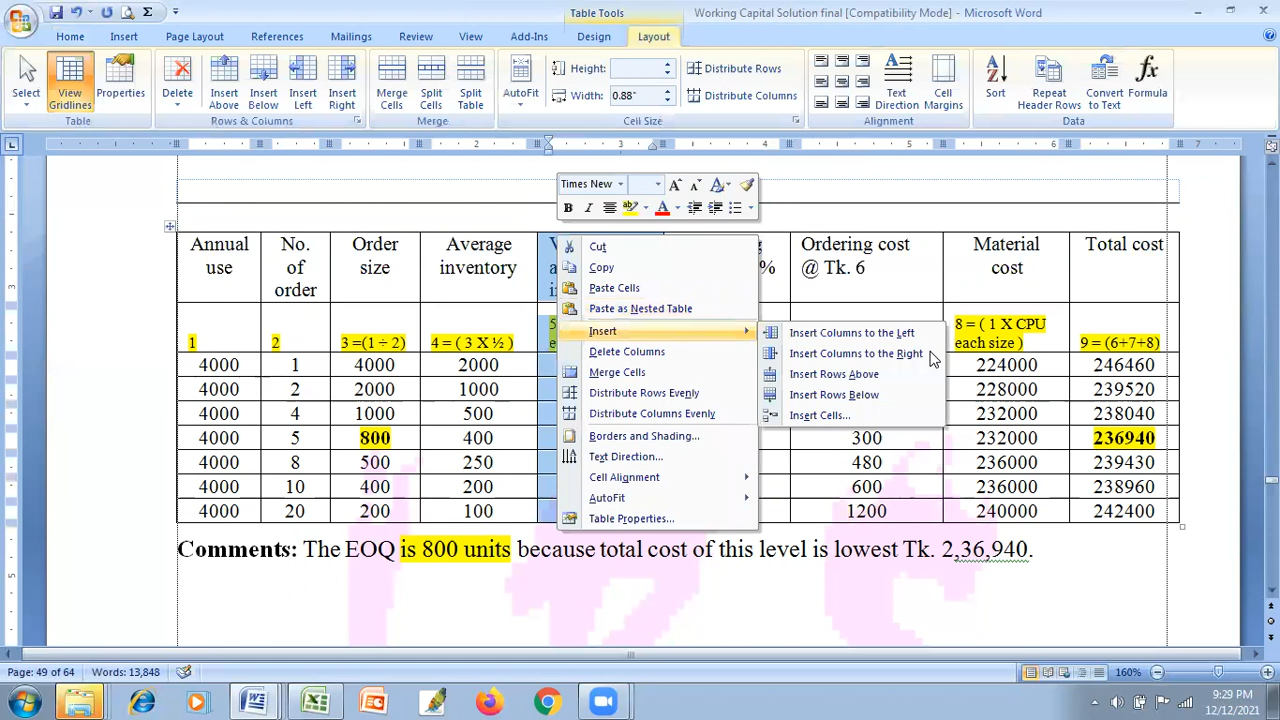 Table Tools
Working Capital Solution final [Compatibility Mode] - Microsoft Word
Home Insert Page Layout References Mailings Review View Add-Ins Design Layout
Select View Gridlines Properties Delete Insert Above Insert Below Insert Left Insert Right Merge Cells Split Cells Split Table AutoFit
Height: Distribute Rows
Width: 0.88" Distribute Columns
Text Direction Cell Margins Sort Repeat Header Rows Convert to Text Formula
Table Rows & Columns Merge Cell Size Alignment Data
3 4 5 6 7
Times New
Annual use No. of order Order size Average inventory Ordering cost @ Tk. 6 Material cost Total cost
%
1 2 3 =(1 ÷ 2) 4 = ( 3 X ½ ) 8 = ( 1 X CPU each size ) 9 = (6+7+8)
4000 1 4000 2000 224000 246460
4000 2 2000 1000 228000 239520
4000 4 1000 500 232000 238040
4000 5 800 400 300 232000 236940
4000 8 500 250 480 236000 239430
4000 10 400 200 600 236000 238960
4000 20 200 100 1200 240000 242400
Cut
Copy
Paste Cells
Paste as Nested Table
Insert
Delete Columns
Merge Cells
Distribute Rows Evenly
Distribute Columns Evenly
Borders and Shading...
Text Direction...
Cell Alignment
AutoFit
Table Properties...
Insert Columns to the Left
Insert Columns to the Right
Insert Rows Above
Insert Rows Below
Insert Cells...
Comments: The EOQ is 800 units because total cost of this level is lowest Tk. 2,36,940.
Page: 49 of 64 Words: 13,848 160%
9:29 PM
12/12/2021